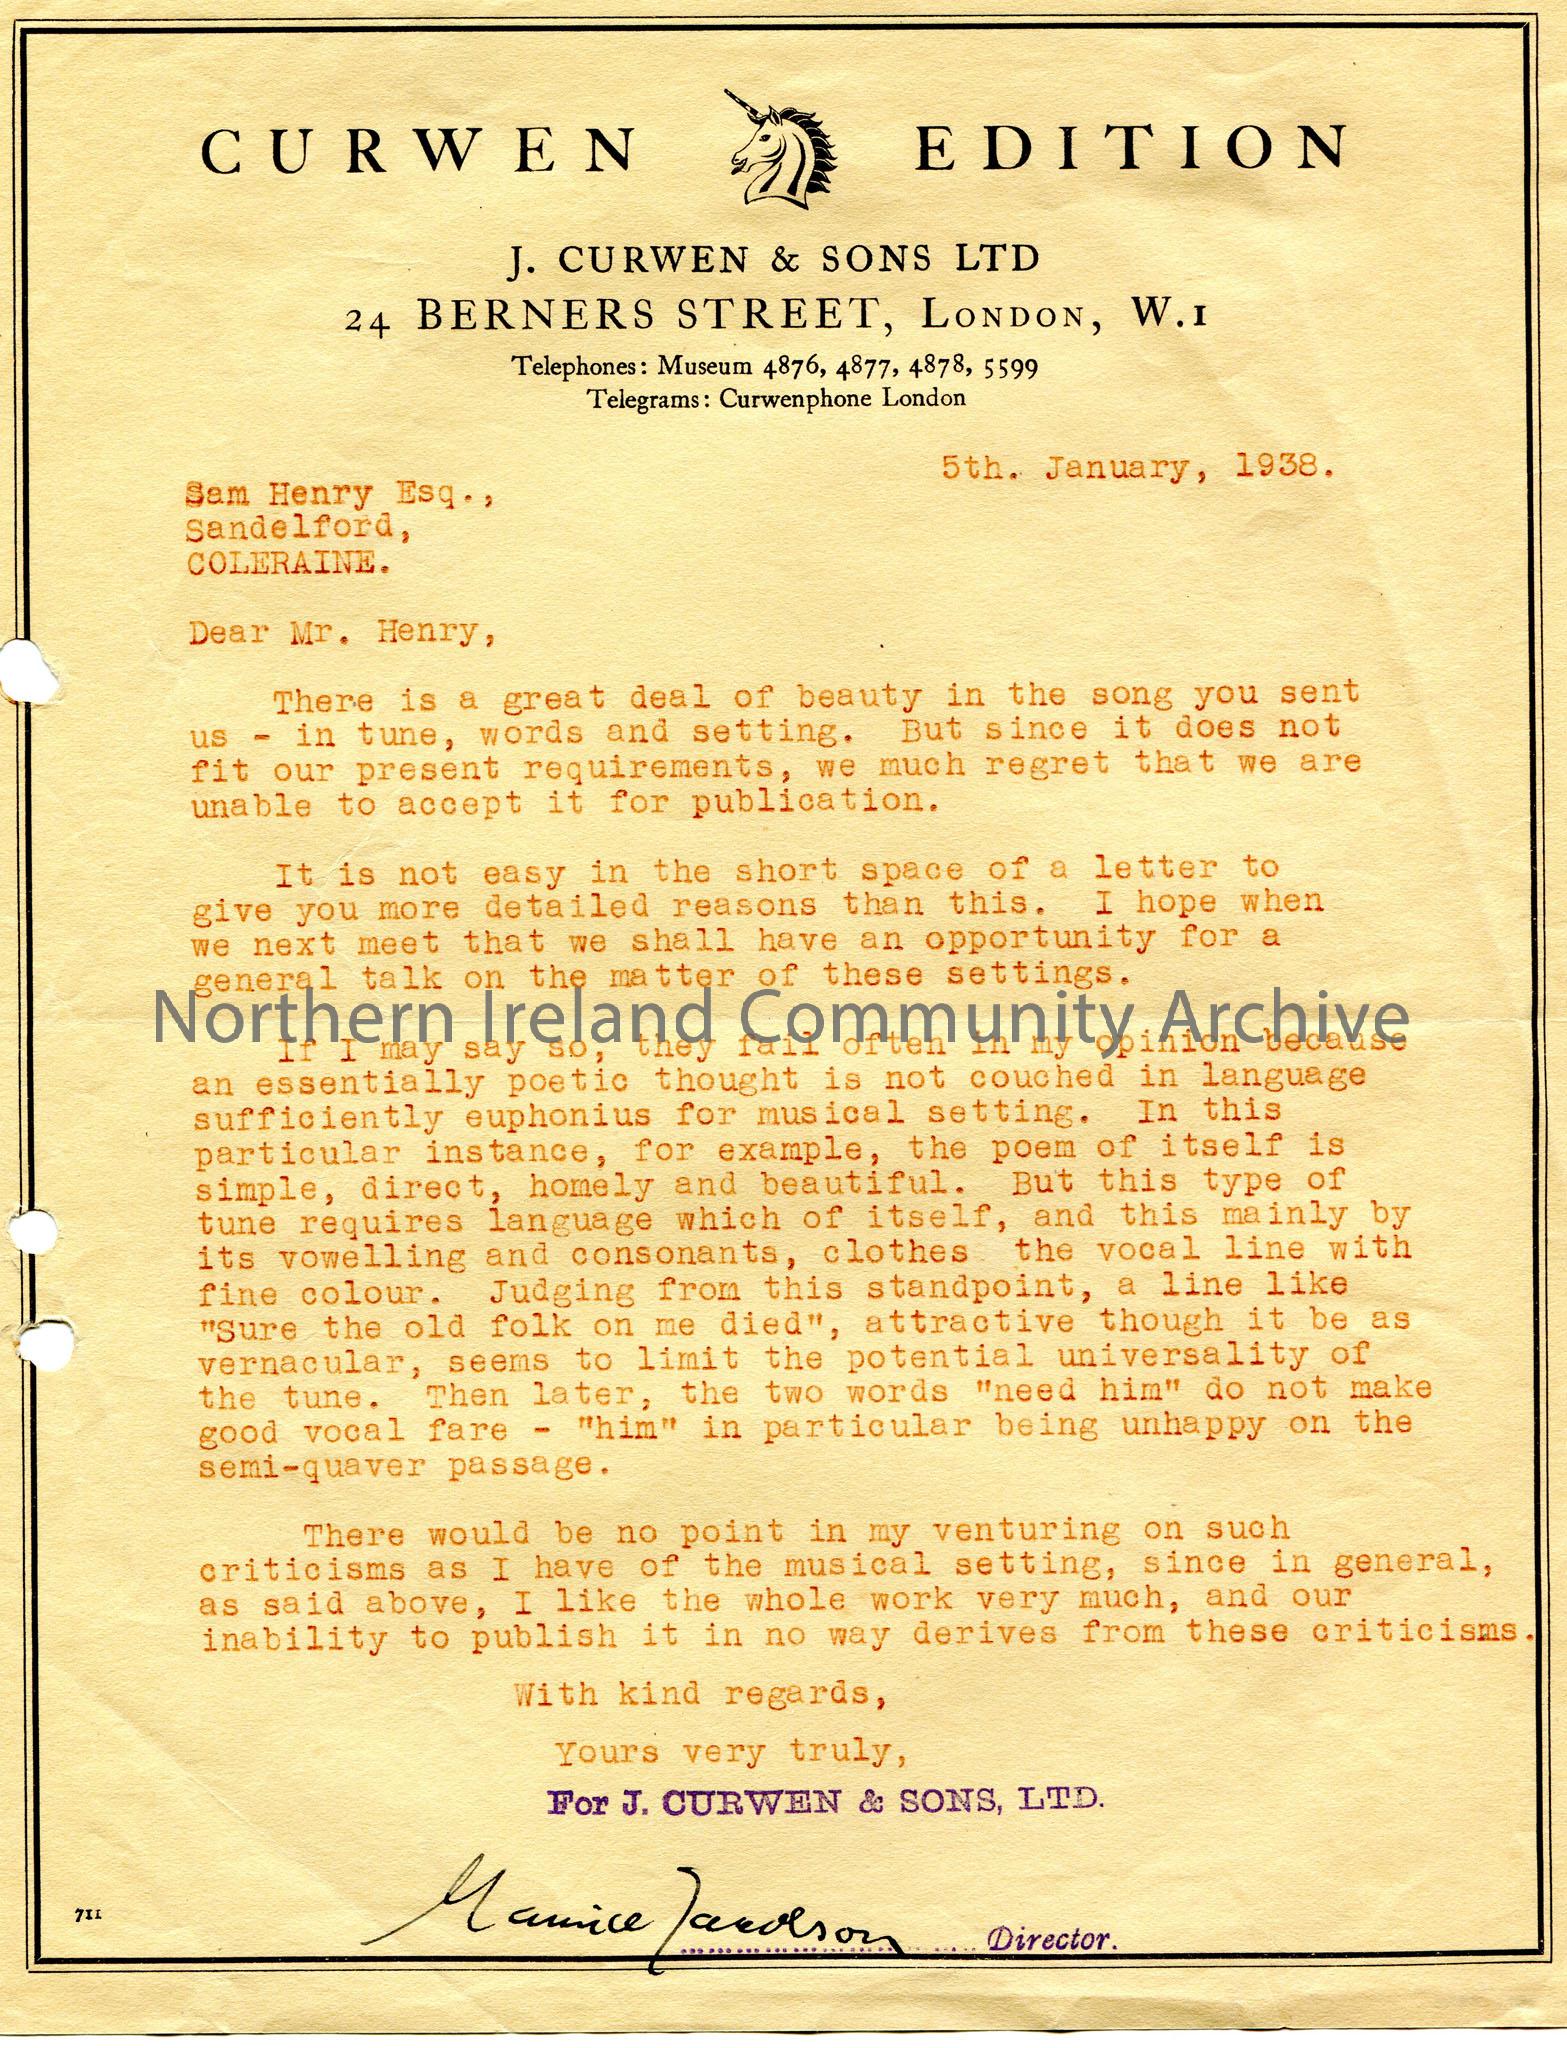 CURWEN EDITION
J. CURWEN & SONS LTD
24 BERNERS STREET, LONDON, W.1
Telephones: Museum 4876, 4877, 4878, 5599
Telegrams: Curwenphone London
5th. January, 1938.
Sam Henry Esq.,
Sandelford,
COLERAINE.
Dear Mr. Henry,
There is a great deal of beauty in the song you sent
us - in tune, words and setting. But since it does not
fit our present requirements, we much regret that we are
unable to accept it for publication.
It is not easy in the short space of a letter to
give you more detailed reasons than this. I hope when
we next meet that we shall have an opportunity for a
general talk on the matter of these settings.
Northern Ireland Community Archive
If I may say so, they fail often in my opinion because
an essentially poetic thought is not couched in language
sufficiently euphonius for musical setting. In this
particular instance, for example, the poem of itself is
simple, direct, homely and beautiful. But this type of
tune requires language which of itself, and this mainly by
its vowelling and consonants, clothes the vocal line with
fine colour. Judging from this standpoint, a line like
"Sure the old folk on me died", attractive though it be as
vernacular, seems to limit the potential universality of
the tune. Then later, the two words "need him" do not make
good vocal fare - "him" in particular being unhappy on the
semi-quaver passage.
There would be no point in my venturing on such
criticisms as I have of the musical setting, since in general,
as said above, I like the whole work very much, and our
inability to publish it in no way derives from these criticisms.
With kind regards,
Yours very truly,
For J. CURWEN & SONS, LTD.
Maurice Jacobson
Director.
711